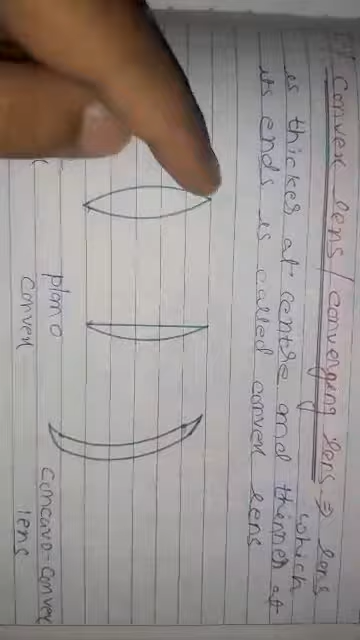 Convex lens / converging lens ⇒ lens
which
is thicker at centre and thinner at
its ends is called convex lens
plano
convex
concavo-convex
lens